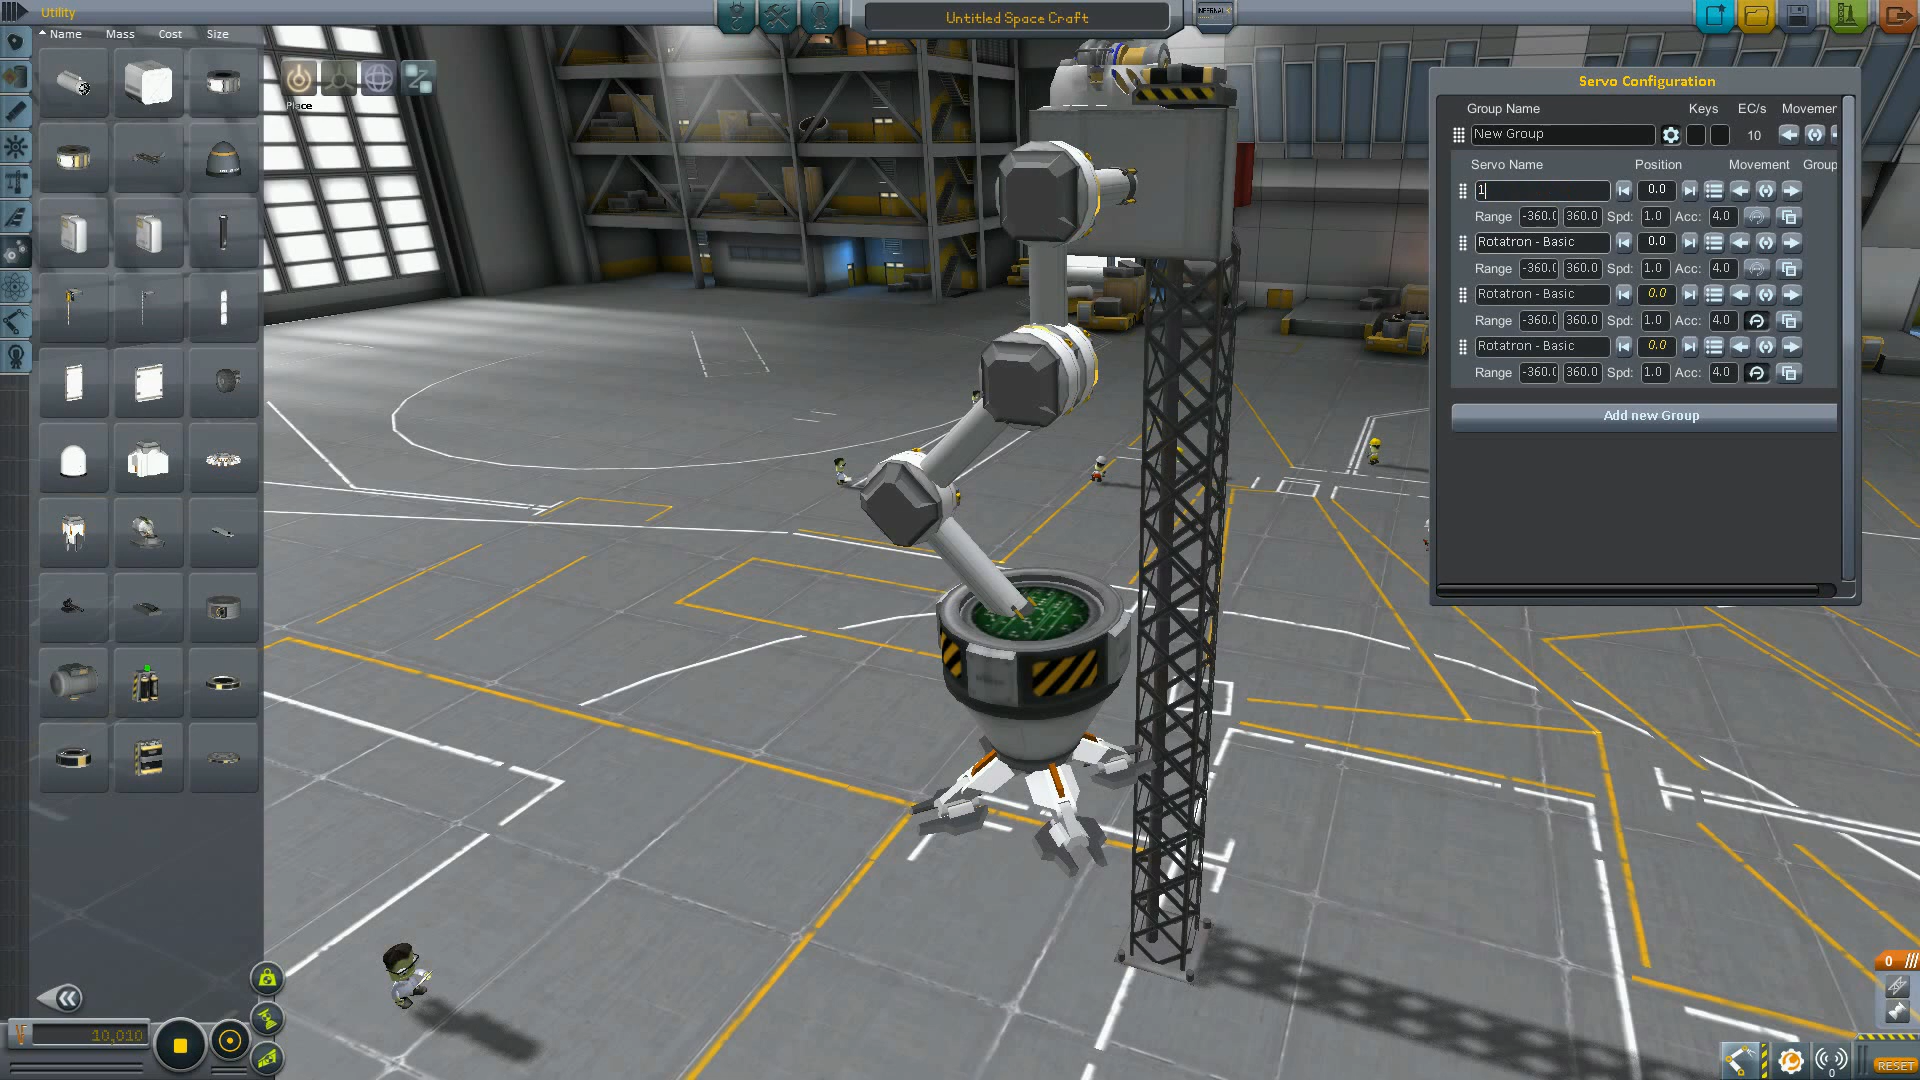 Utility
Name Mass Cost Size
Place
Untitled Space Craft
INFERNAL
Servo Configuration
Group Name Keys EC/s Movemer
New Group 10
Servo Name Position Movement Group
1 0.0
Range -360.( 360.0 Spd: 1.0 Acc: 4.0
Rotatron - Basic 0.0
Range -360.( 360.0 Spd: 1.0 Acc: 4.0
Rotatron - Basic 0.0
Range -360.( 360.0 Spd: 1.0 Acc: 4.0
Rotatron - Basic 0.0
Range -360.( 360.0 Spd: 1.0 Acc: 4.0
Add new Group
10,010
0
0
RESET